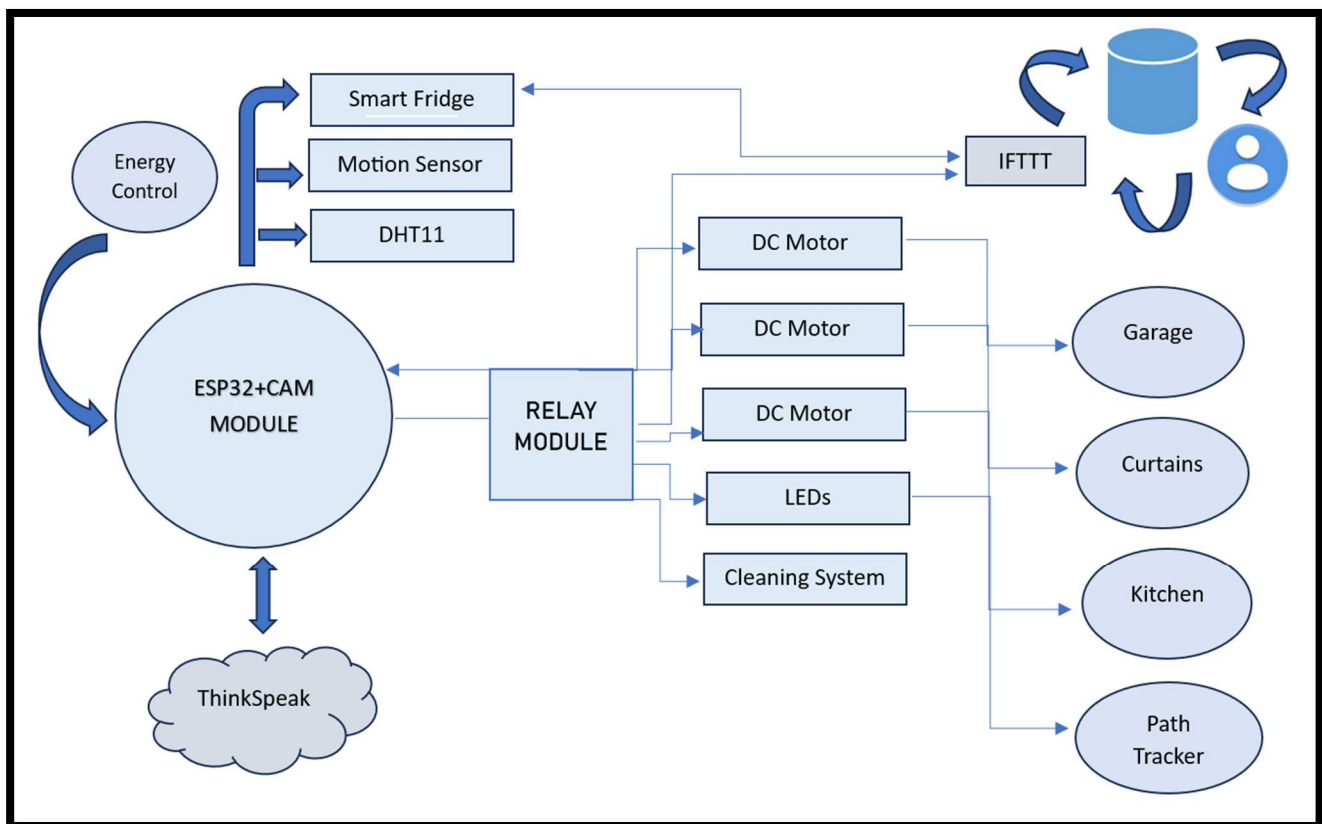 Smart Fridge
Energy
Control
Motion Sensor
IFTTT
DHT11
DC Motor
DC Motor
Garage
ESP32+CAM
MODULE
RELAY
MODULE
DC Motor
Curtains
LEDs
Cleaning System
Kitchen
ThinkSpeak
Path
Tracker